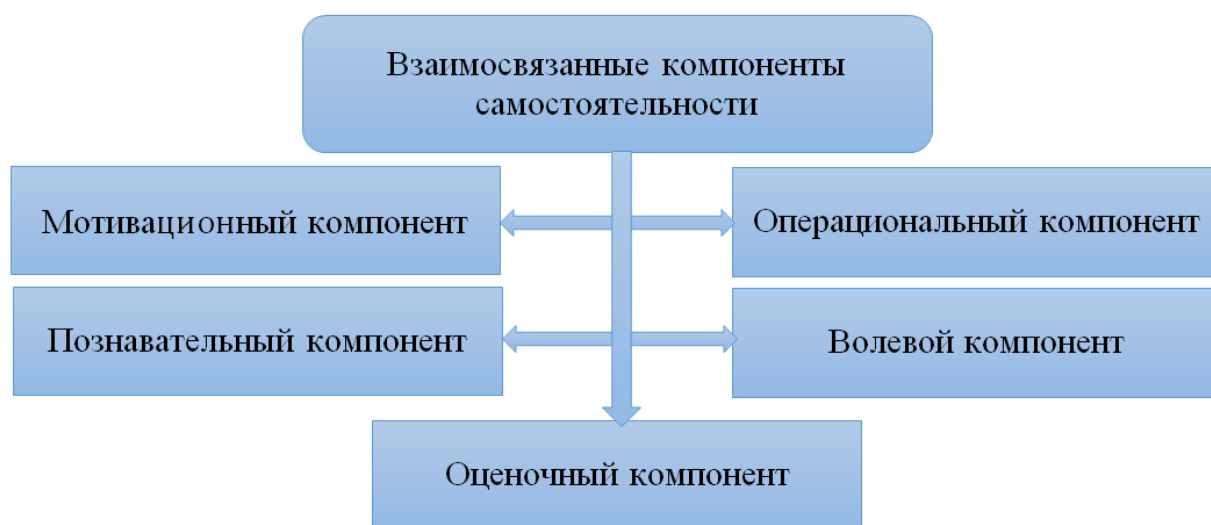 Взаимосвязанные компоненты
самостоятельности
Мотивационный компонент
Операциональный компонент
Познавательный компонент
Волевой компонент
Оценочный компонент